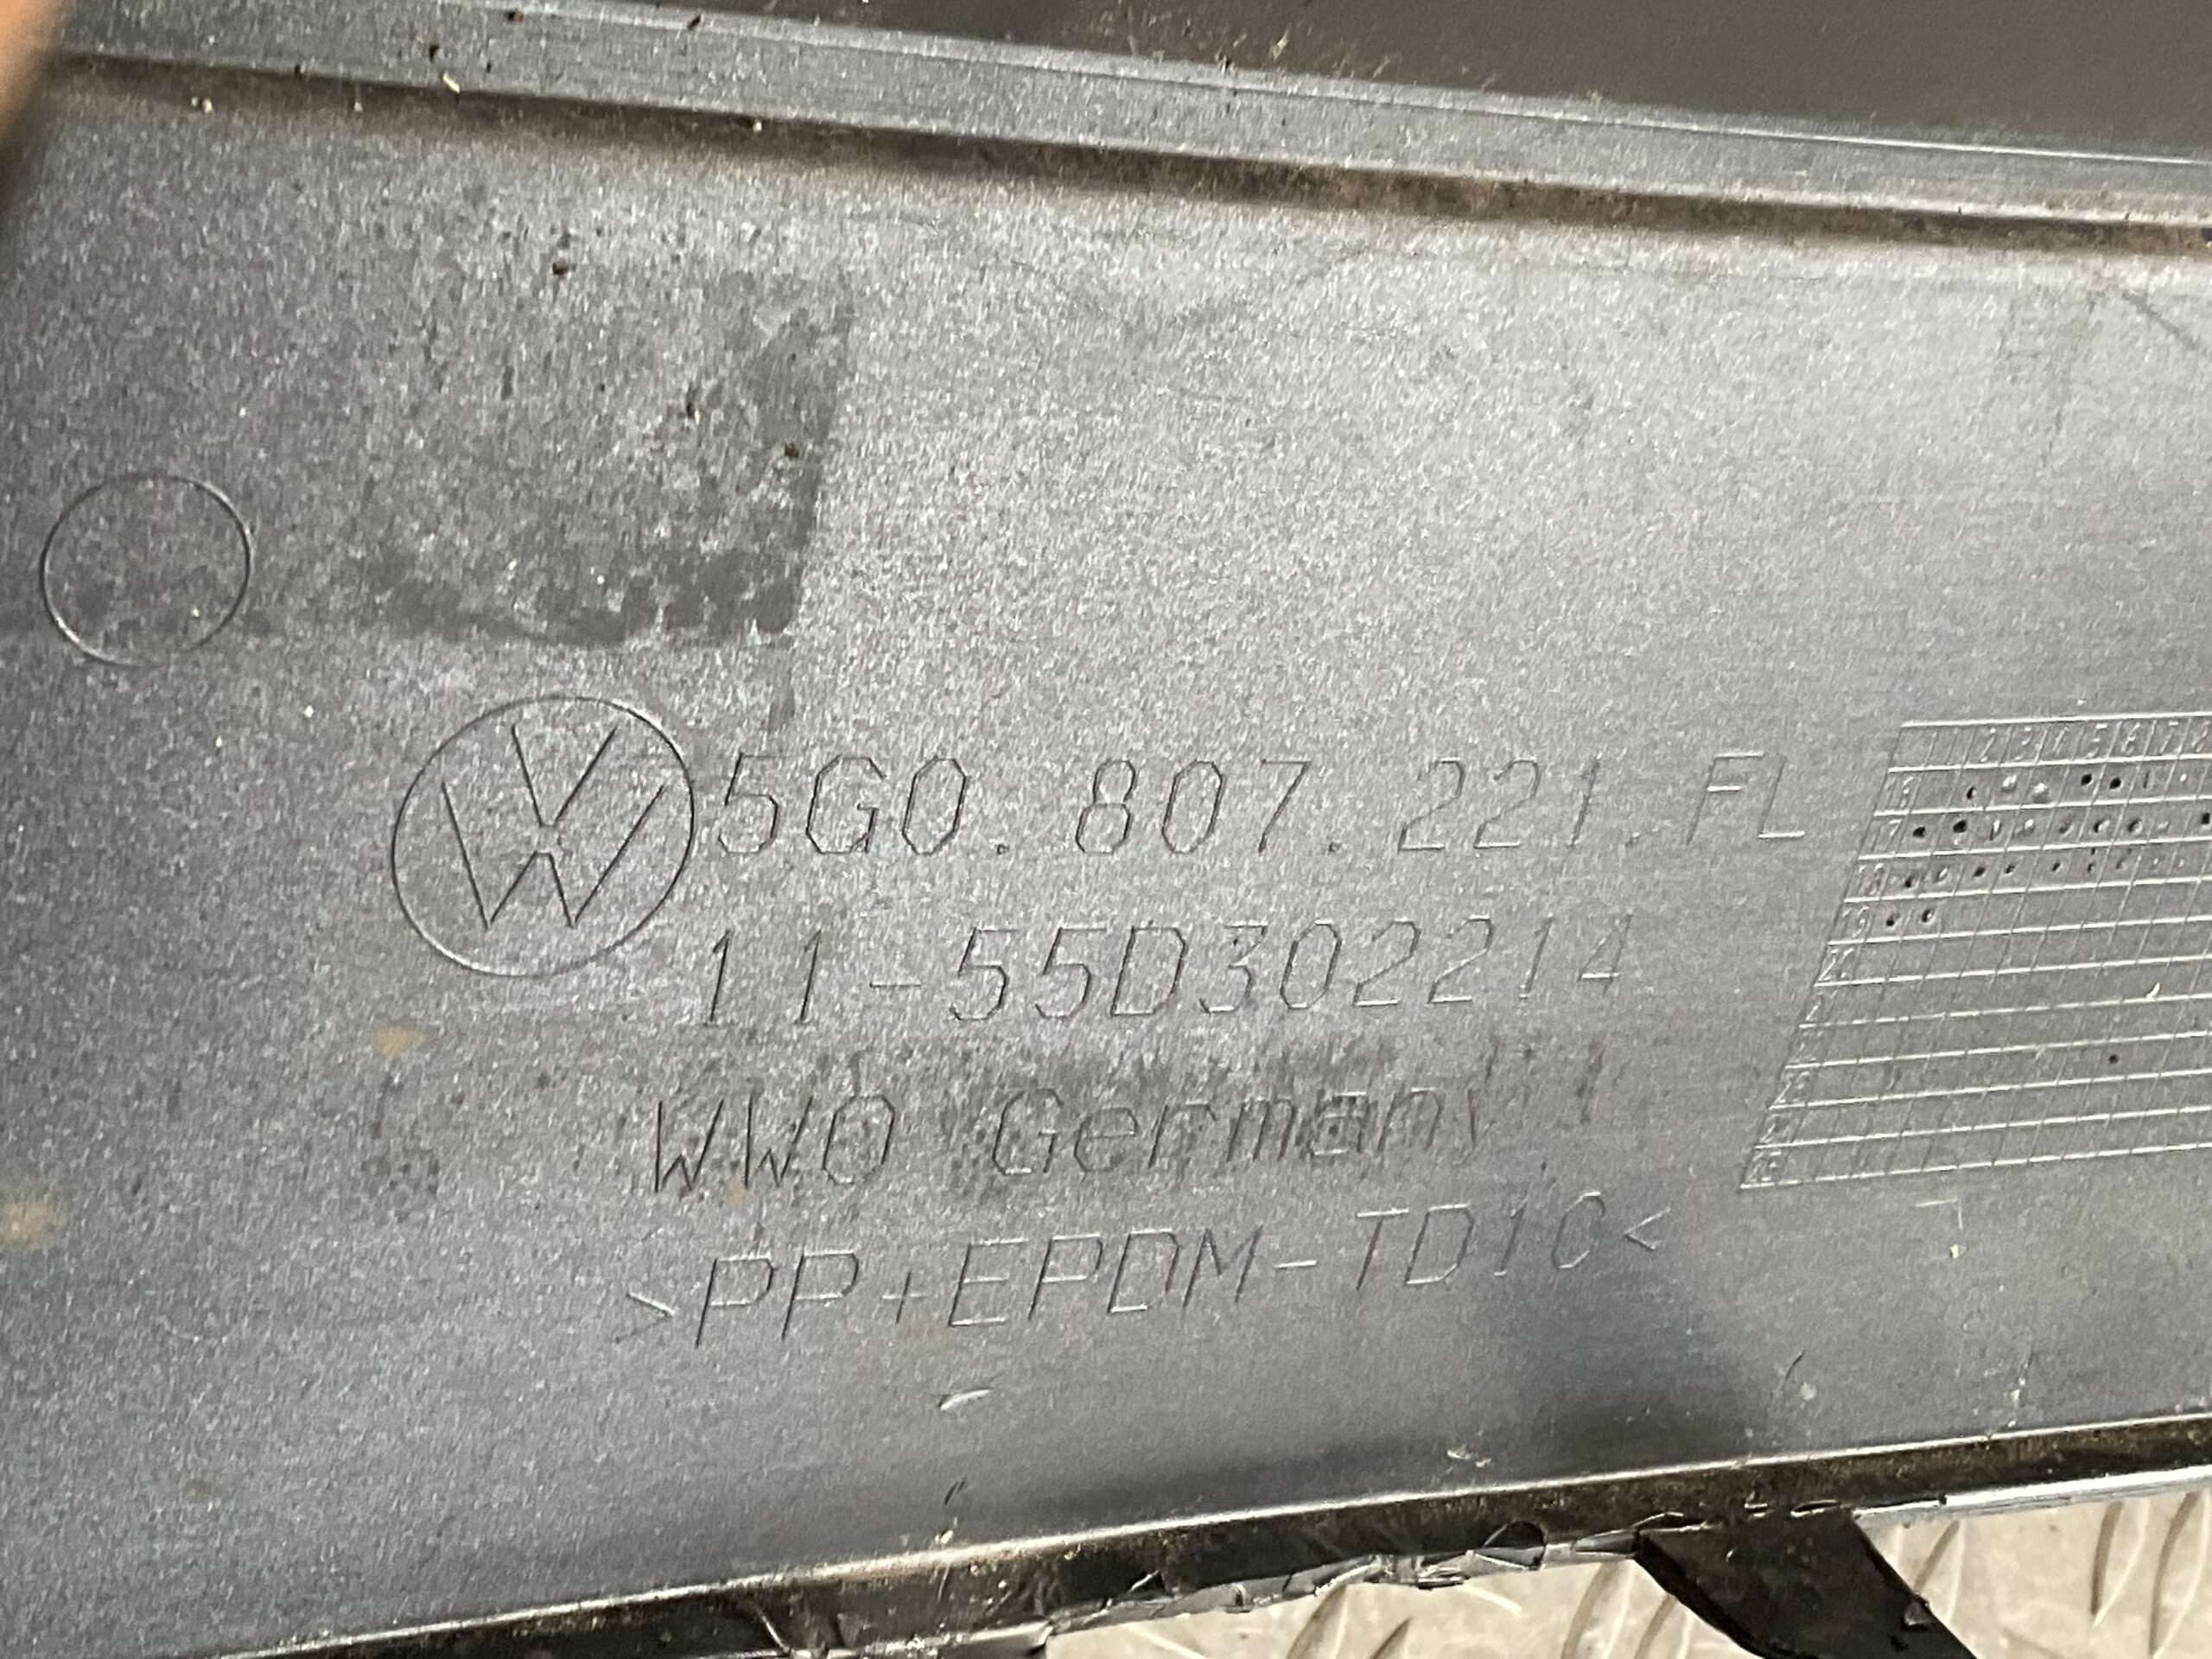 5G0.807.221.FL
11-55D302214
WWO Germany
>PP+EPDM-TD10<